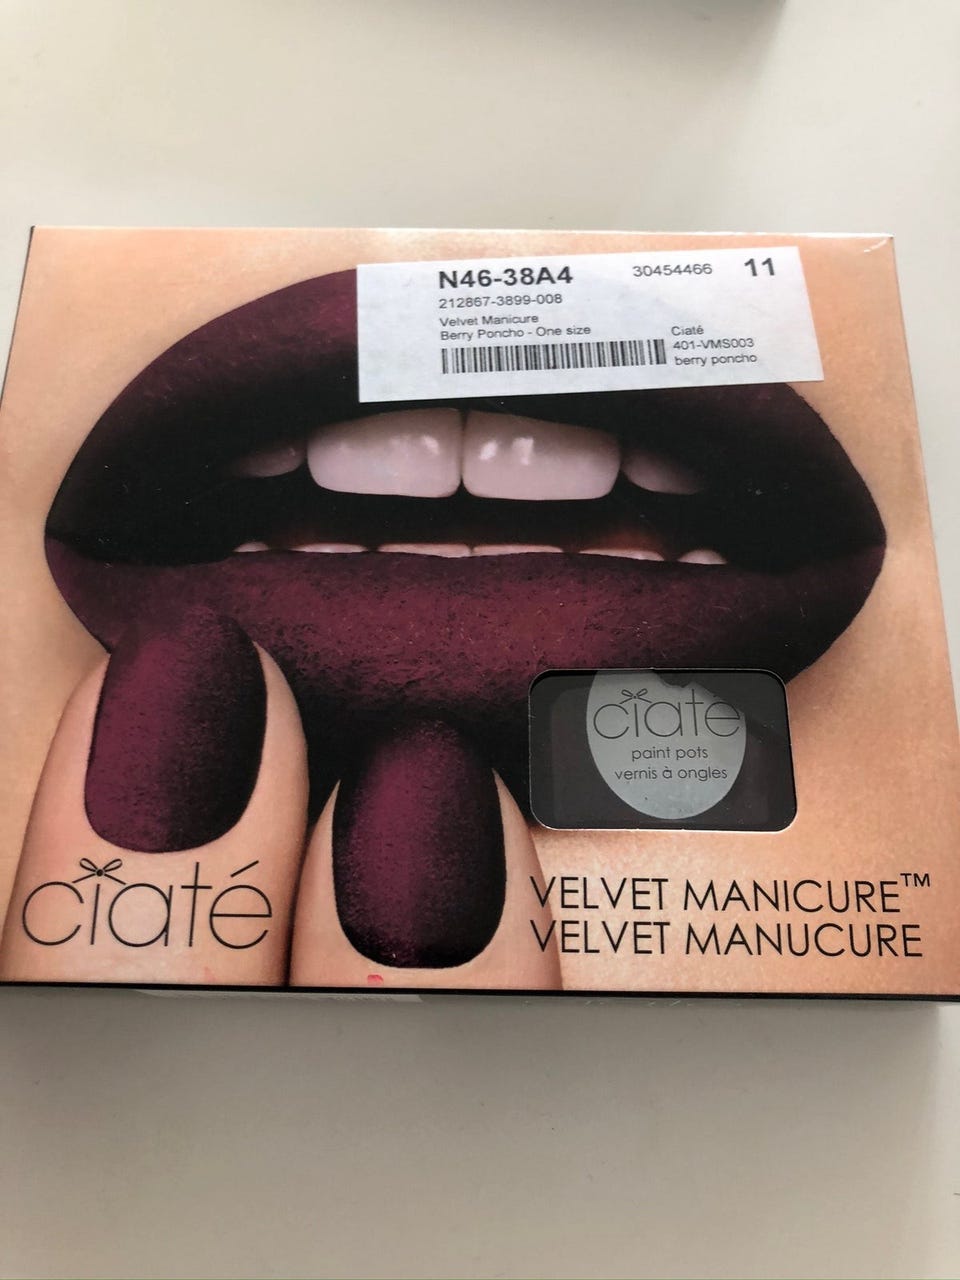 N46-38A4 30454466 11
212867-3899-008
Velvet Manicure
Berry Poncho - One size Ciaté
401-VMS003
berry poncho
ciaté
paint pots
vernis à ongles
ciaté
VELVET MANICURE™
VELVET MANUCURE